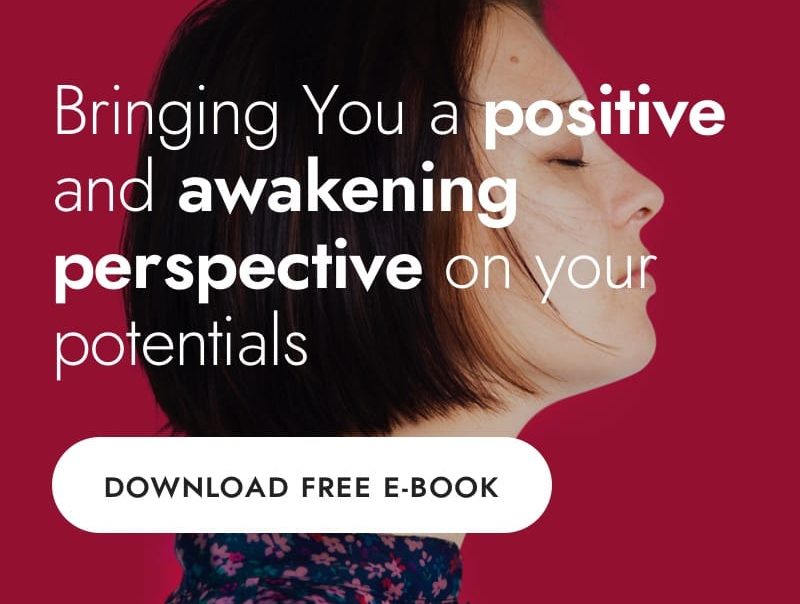 Bringing You a positive
and awakening
perspective on your
potentials
DOWNLOAD FREE E-BOOK